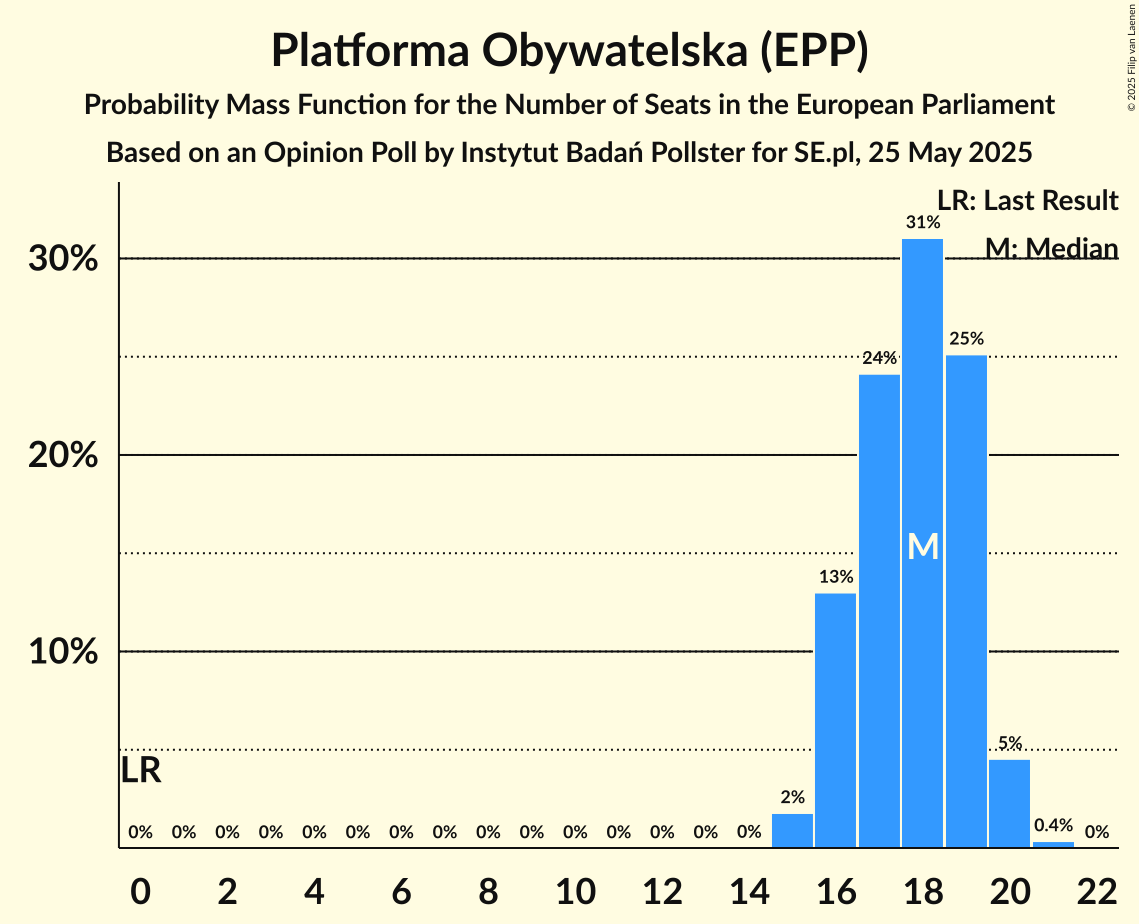 Platforma Obywatelska (EPP)
Probability Mass Function for the Number of Seats in the European Parliament
Based on an Opinion Poll by Instytut Badań Pollster for SE.pl, 25 May 2025
© 2025 Filip van Laenen
LR: Last Result
M: Median
30%
20%
10%
31%
25%
24%
M
13%
5%
LR
2%
0% 0% 0% 0% 0% 0% 0% 0% 0% 0% 0% 0% 0% 0% 0% 0.4% 0%
0 2 4 6 8 10 12 14 16 18 20 22